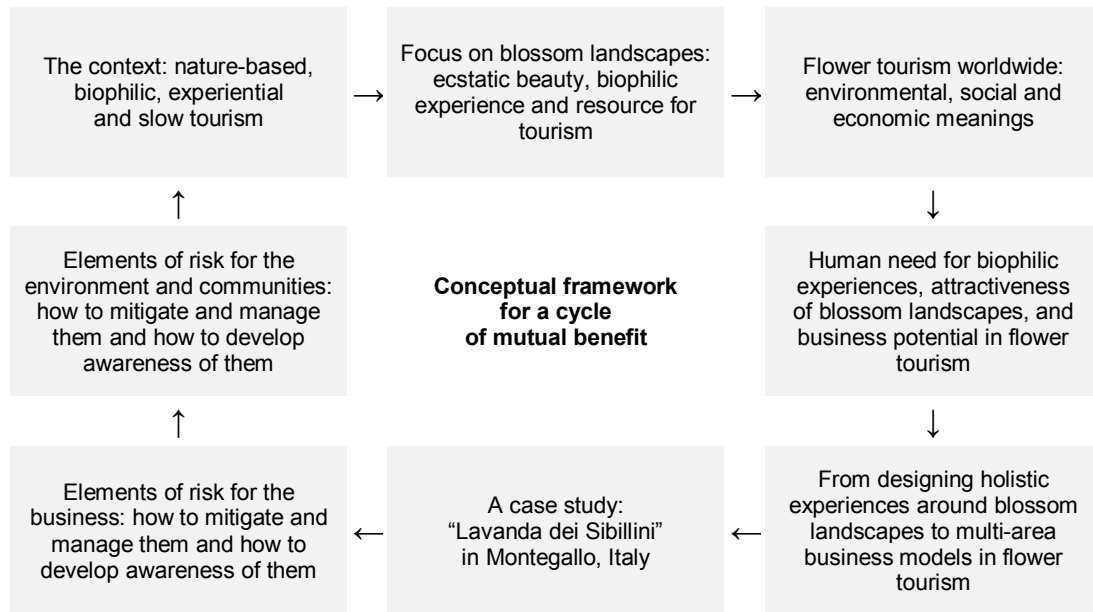 The context: nature-based,
biophilic, experiential
and slow tourism
→
Focus on blossom landscapes:
ecstatic beauty, biophilic
experience and resource for
tourism
→
Flower tourism worldwide:
environmental, social and
economic meanings
↑
↓
Elements of risk for the
environment and communities:
how to mitigate and manage
them and how to develop
awareness of them
Conceptual framework
for a cycle
of mutual benefit
Human need for biophilic
experiences, attractiveness
of blossom landscapes, and
business potential in flower
tourism
↑
↓
Elements of risk for the
business: how to mitigate and
manage them and how to
develop awareness of them
←
A case study:
“Lavanda dei Sibillini”
in Montegallo, Italy
←
From designing holistic
experiences around blossom
landscapes to multi-area
business models in flower
tourism